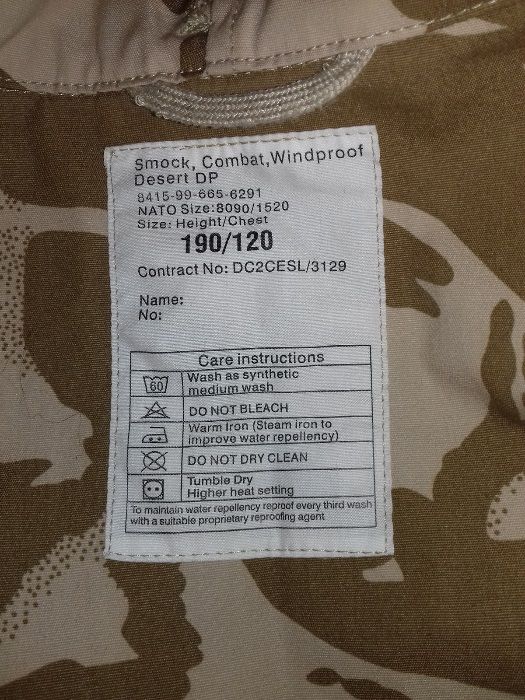 Smock, Combat,Windproof
Desert DP
8415-99-665-6291
NATO Size:8090/1520
Size: Height/Chest
190/120
Contract No: DC2CESL/3129
Name:
No:
Care instructions
60
Wash as synthetic
medium wash
DO NOT BLEACH
Warm Iron (Steam iron to
improve water repellency)
DO NOT DRY CLEAN
Tumble Dry
Higher heat setting
To maintain water repellency reproof every third wash
with a suitable proprietary reproofing agent